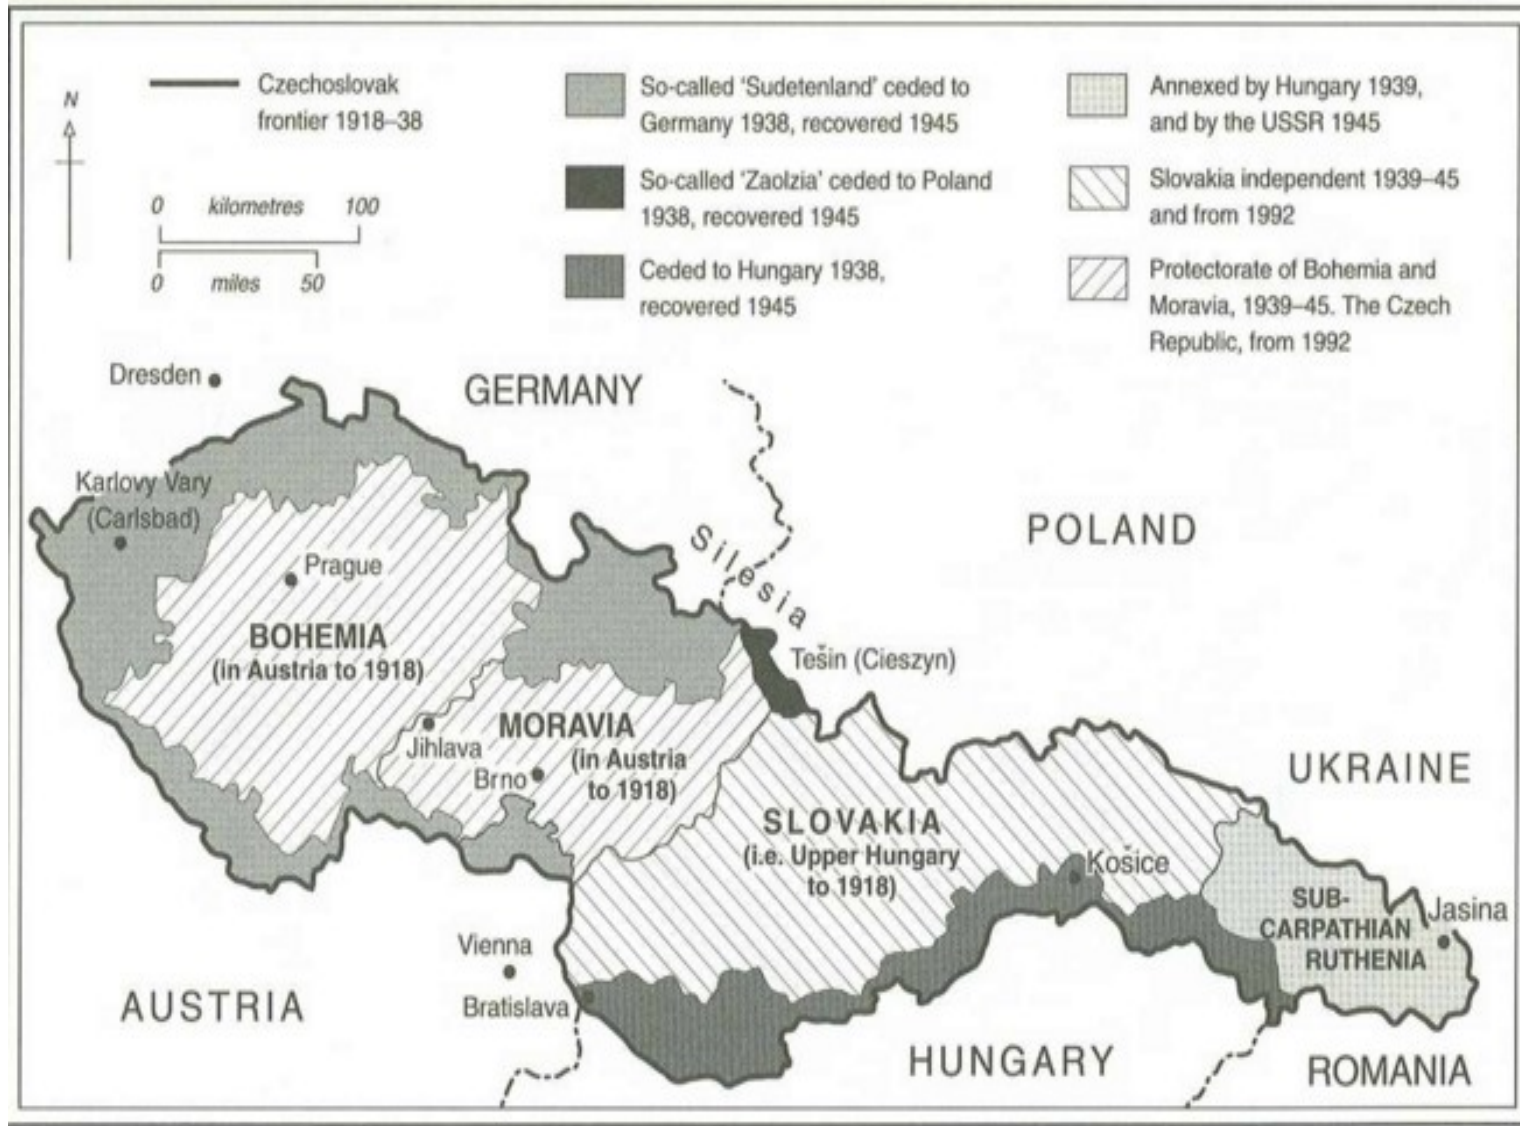 Czechoslovak
frontier 1918–38
N
0 kilometres 100
0 miles 50
So-called 'Sudetenland' ceded to
Germany 1938, recovered 1945
So-called 'Zaolzia' ceded to Poland
1938, recovered 1945
Ceded to Hungary 1938,
recovered 1945
Annexed by Hungary 1939,
and by the USSR 1945
Slovakia independent 1939–45
and from 1992
Protectorate of Bohemia and
Moravia, 1939–45. The Czech
Republic, from 1992
Dresden
GERMANY
Karlovy Vary
(Carlsbad)
POLAND
Silesia
Prague
BOHEMIA
(in Austria to 1918)
Tešin (Cieszyn)
MORAVIA
(in Austria
to 1918)
Jihlava
Brno
UKRAINE
SLOVAKIA
(i.e. Upper Hungary
to 1918)
Košice
SUB-
CARPATHIAN
RUTHENIA
Jasina
Vienna
Bratislava
AUSTRIA
HUNGARY
ROMANIA